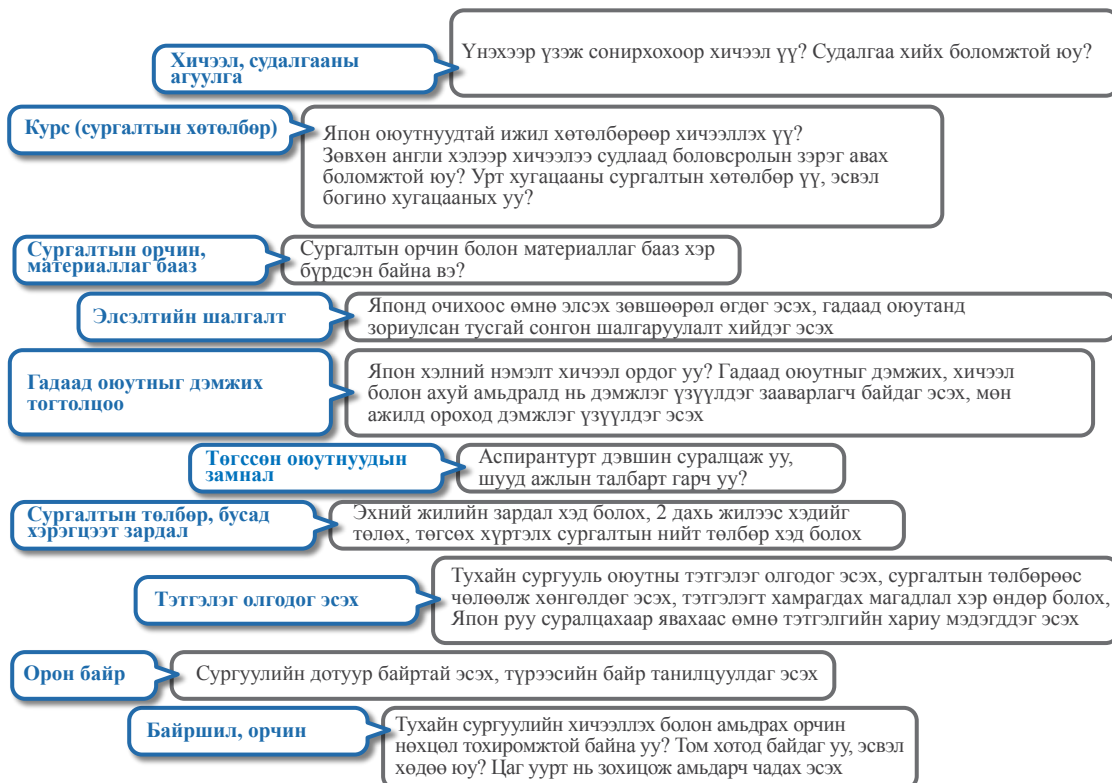 Хичээл, судалгааны
агуулга
Үнэхээр үзэж сонирхохоор хичээл үү? Судалгаа хийх боломжтой юу?
Курс (сургалтын хөтөлбөр)
Япон оюутнуудтай ижил хөтөлбөрөөр хичээллэх үү?
Зөвхөн англи хэлээр хичээлээ судлаад боловсролын зэрэг авах
боломжтой юу? Урт хугацааны сургалтын хөтөлбөр үү, эсвэл
богино хугацааных уу?
Сургалтын орчин,
материаллаг бааз
Сургалтын орчин болон материаллаг бааз хэр
бүрдсэн байна вэ?
Элсэлтийн шалгалт
Японд очихоос өмнө элсэх зөвшөөрөл өгдөг эсэх, гадаад оюутанд
зориулсан тусгай сонгон шалгаруулалт хийдэг эсэх
Гадаад оюутныг дэмжих
тогтолцоо
Япон хэлний нэмэлт хичээл ордог уу? Гадаад оюутныг дэмжих, хичээл
болон ахуй амьдралд нь дэмжлэг үзүүлдэг зааварлагч байдаг эсэх, мөн
ажилд ороход дэмжлэг үзүүлдэг эсэх
Төгссөн оюутнуудын
замнал
Аспирантурт дэвшин суралцаж уу,
шууд ажлын талбарт гарч уу?
Сургалтын төлбөр, бусад
хэрэгцээт зардал
Эхний жилийн зардал хэд болох, 2 дахь жилээс хэдийг
төлөх, төгсөх хүртэлх сургалтын нийт төлбөр хэд болох
Тэтгэлэг олгодог эсэх
Тухайн сургууль оюутны тэтгэлэг олгодог эсэх, сургалтын төлбөрөөс
чөлөөлж хөнгөлдөг эсэх, тэтгэлэгт хамрагдах магадлал хэр өндөр болох,
Япон руу суралцахаар явахаас өмнө тэтгэлгийн хариу мэдэгддэг эсэх
Орон байр
Сургуулийн дотуур байртай эсэх, түрээсийн байр танилцуулдаг эсэх
Байршил, орчин
Тухайн сургуулийн хичээллэх болон амьдрах орчин
нөхцөл тохиромжтой байна уу? Том хотод байдаг уу, эсвэл
хөдөө юу? Цаг уурт нь зохицож амьдарч чадах эсэх